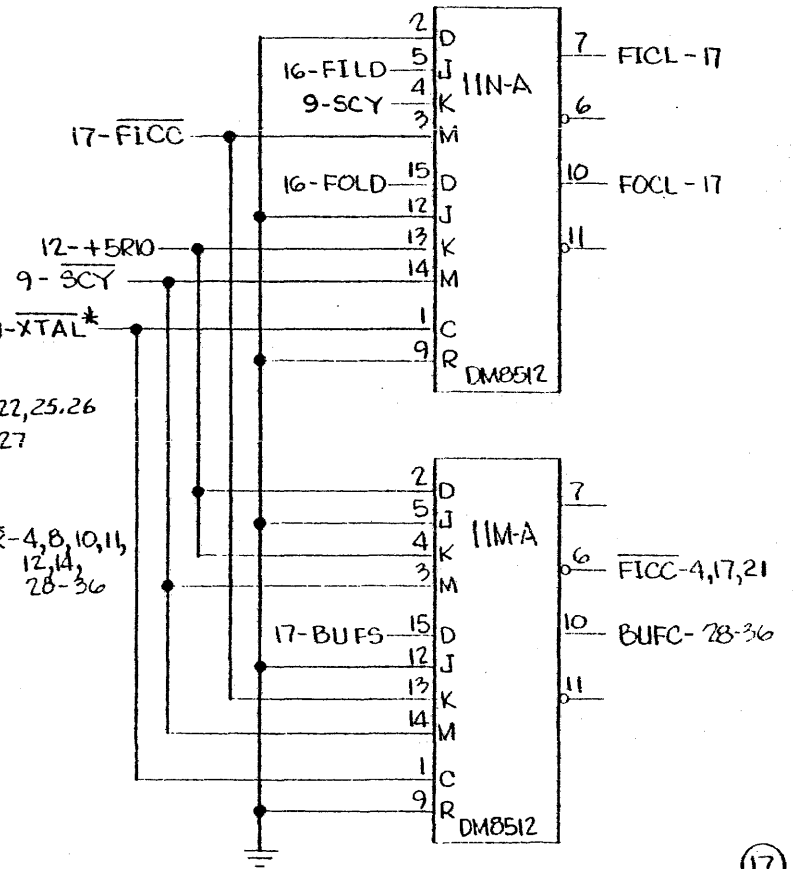 2
D
7
FICL-17
16-FILD
5
J
11N-A
9-SCY
4
K
6
17-FICC
3
M
16-FOLD
15
D
10
FOCL-17
12
J
12-+5R10
13
K
11
9-SCY
14
M
-XTAL*
1
C
9
R
DM8512
22,25.26
27
2
D
7
5
J
11M-A
-4,8,10,11,
12,14,
28-36
4
K
6
FICC-4,17,21
3
M
17-BUFS
15
D
10
BUFC-28-36
12
J
13
K
11
14
M
1
C
9
R
DM8512
17